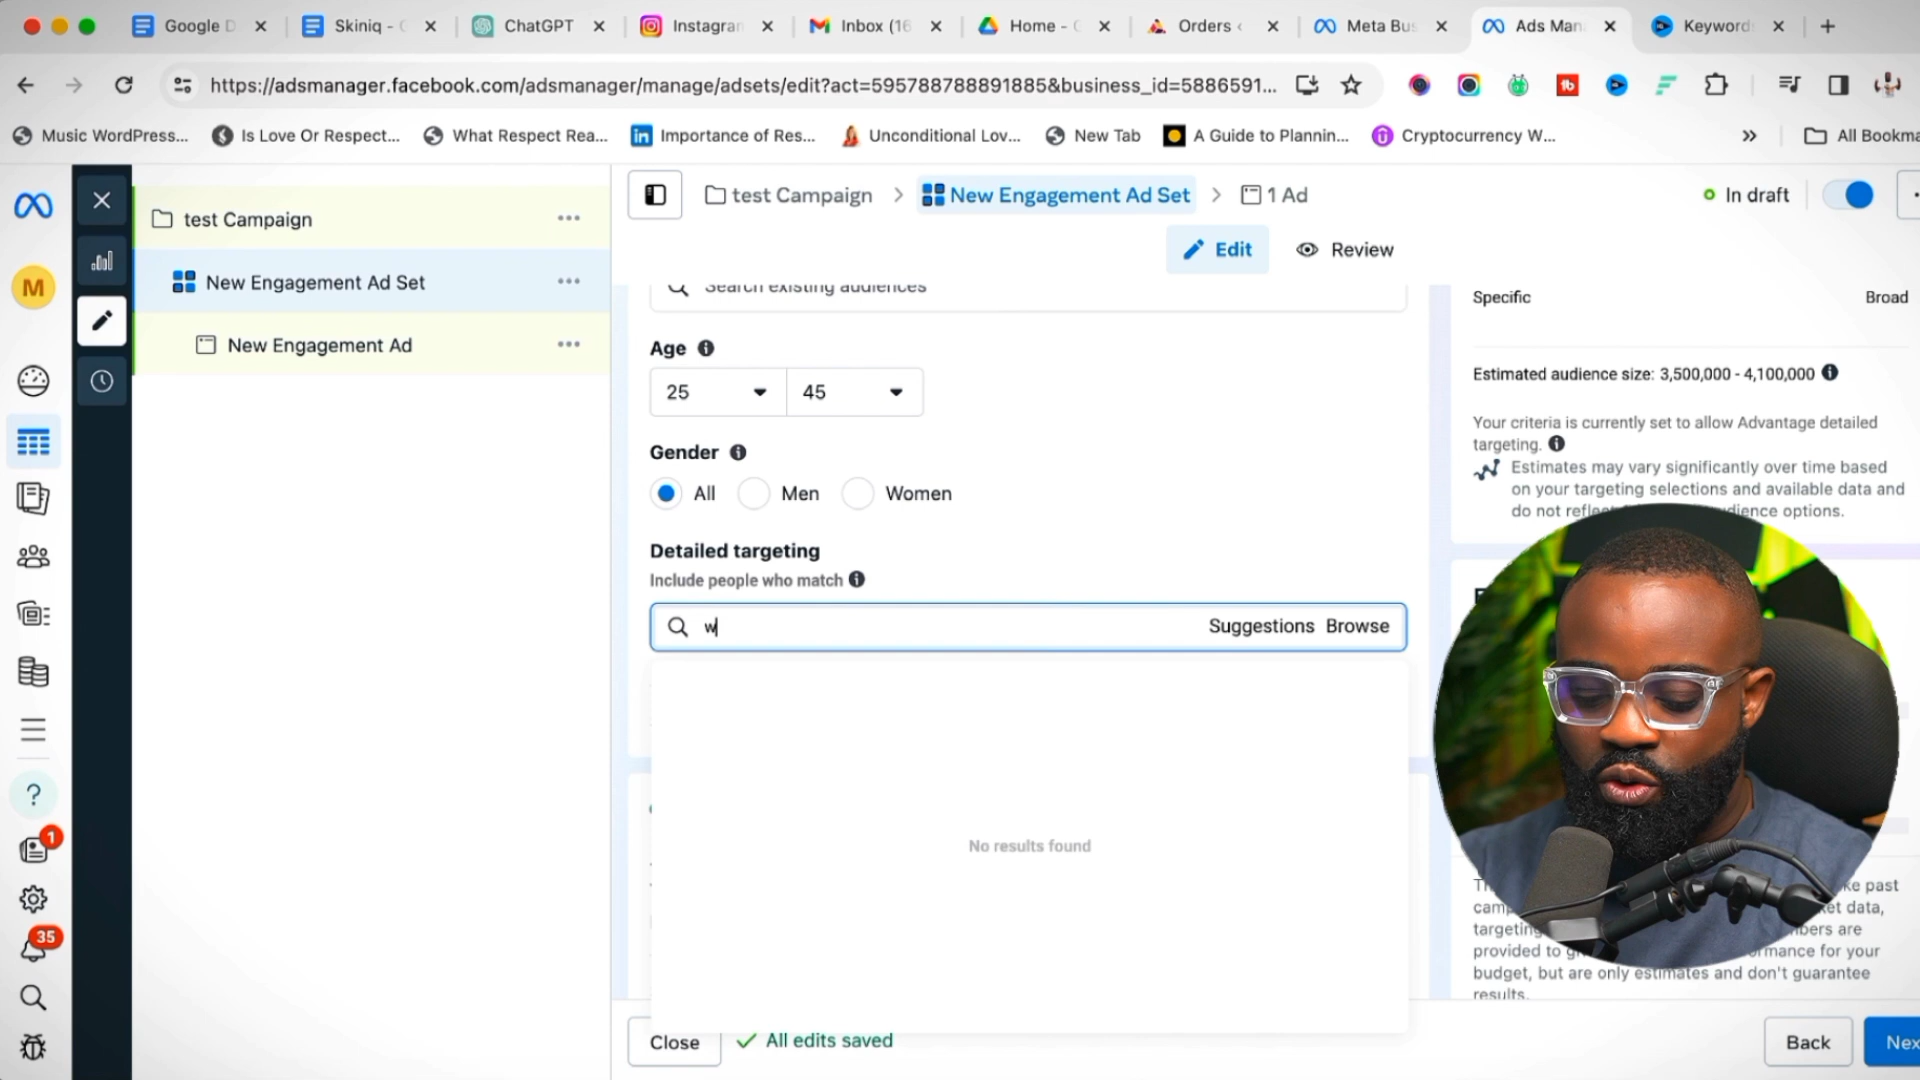 Google D
Skiniq - G
ChatGPT
Instagram
Inbox (16
Home - G
Orders ‹
Meta Bus
Ads Man
Keyword
https://adsmanager.facebook.com/adsmanager/manage/adsets/edit?act=595788788891885&business_id=5886591...
Music WordPress...
Is Love Or Respect...
What Respect Rea...
Importance of Res...
Unconditional Lov...
New Tab
A Guide to Plannin...
Cryptocurrency W...
All Bookma
test Campaign
New Engagement Ad Set
New Engagement Ad
M
1
35
test Campaign
New Engagement Ad Set
1 Ad
In draft
Edit
Review
Search existing audiences
Age
25
45
Gender
All
Men
Women
Detailed targeting
Include people who match
w
Suggestions
Browse
No results found
Close
All edits saved
Back
Nex
Specific
Broad
Estimated audience size: 3,500,000 - 4,100,000
Your criteria is currently set to allow Advantage detailed
targeting.
Estimates may vary significantly over time based
on your targeting selections and available data and
do not reflect dience options.
ke past
camp ket data,
targeting bers are
provided to g ormance for your
budget, but are only estimates and don't guarantee
results.